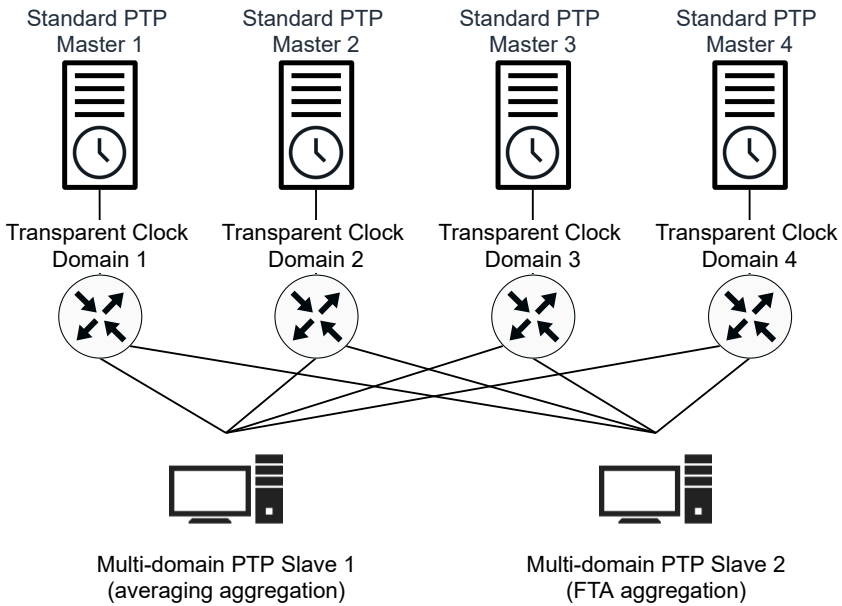 Standard PTP
Master 1
Standard PTP
Master 2
Standard PTP
Master 3
Standard PTP
Master 4
Transparent Clock
Domain 1
Transparent Clock
Domain 2
Transparent Clock
Domain 3
Transparent Clock
Domain 4
Multi-domain PTP Slave 1
(averaging aggregation)
Multi-domain PTP Slave 2
(FTA aggregation)